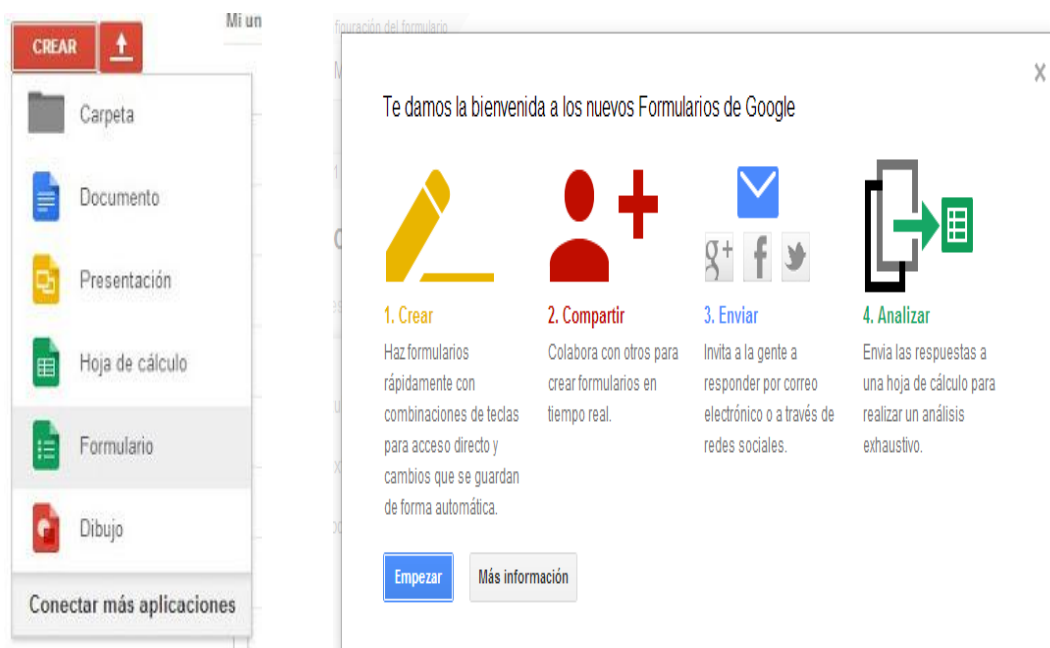 Mi un
CREAR
Carpeta
Documento
Presentación
Hoja de cálculo
Formulario
Dibujo
Conectar más aplicaciones
figuración del formulario
Te damos la bienvenida a los nuevos Formularios de Google
1. Crear
Haz formularios
rápidamente con
combinaciones de teclas
para acceso directo y
cambios que se guardan
de forma automática.
2. Compartir
Colabora con otros para
crear formularios en
tiempo real.
g+ f
3. Enviar
Invita a la gente a
responder por correo
electrónico o a través de
redes sociales.
4. Analizar
Envia las respuestas a
una hoja de cálculo para
realizar un análisis
exhaustivo.
Empezar
Más información